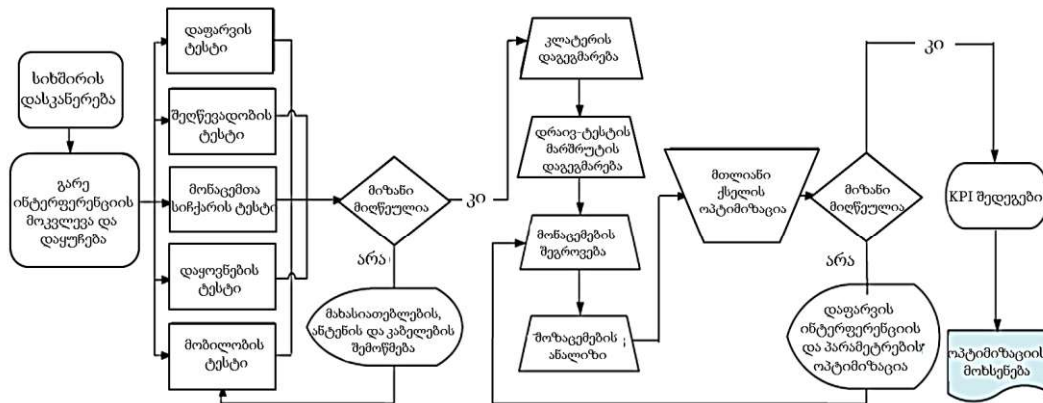 სიხშირის
დასკანერება
გარე
ინტერფერენციის
მოკვლევა და
დაყუჩება
დაფარვის
ტესტი
შეღწევადობის
ტესტი
მონაცემთა
სიჩქარის ტესტი
დაყოვნების
ტესტი
მობილობის
ტესტი
მიზანი
მიღწეულია
კი
არა
მახასიათებლების,
ანტენის და კაბელების
შემოწმება
კლატერის
დაგეგმარება
დრაივ-ტესტის
მარშრუტის
დაგეგმარება
მონაცემების
შეგროვება
მოზაცემების
ანალიზი
მთლიანი
ქსელის
ოპტიმიზაცია
მიზანი
მიღწეულია
კი
არა
დაფარვის
ინტერფერენციის
და პარამეტრების
ოპტიმიზაცია
KPI შედეგები
ოპტიმიზაციის
მოხსენება